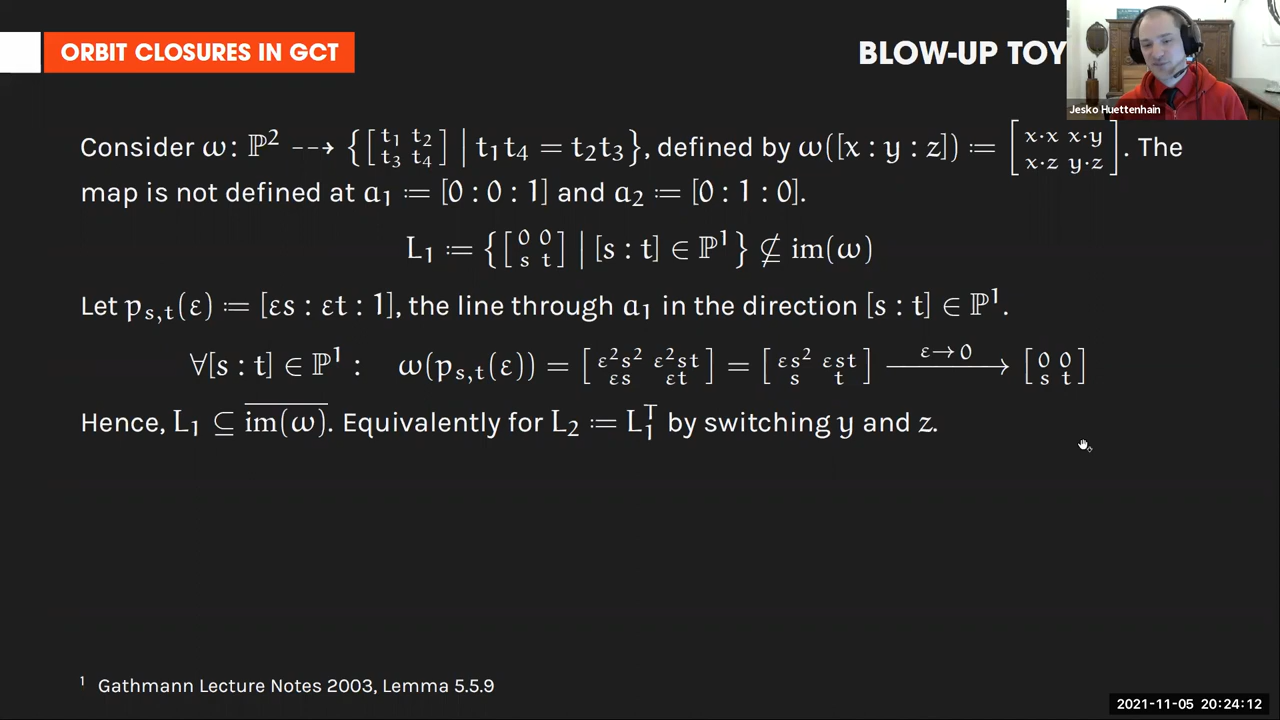 ORBIT CLOSURES IN GCT
BLOW-UP TOY
Jesko Huettenhain
Consider ω: ℙ² ⇢ {[t₁ t₂; t₃ t₄] | t₁t₄ = t₂t₃}, defined by ω([x : y : z]) ≔ [x·x x·y; x·z y·z]. The
map is not defined at a₁ ≔ [0 : 0 : 1] and a₂ ≔ [0 : 1 : 0].
L₁ ≔ {[0 0; s t] | [s : t] ∈ ℙ¹} ⊈ im(ω)
Let pₛ,ₜ(ε) ≔ [εs : εt : 1], the line through a₁ in the direction [s : t] ∈ ℙ¹.
∀[s : t] ∈ ℙ¹ : ω(pₛ,ₜ(ε)) = [ε²s² ε²st; εs εt] = [εs² εst; s t] ε→0 ⟶ [0 0; s t]
Hence, L₁ ⊆ \overline{im(ω)}. Equivalently for L₂ ≔ L₁ᵀ by switching y and z.
¹ Gathmann Lecture Notes 2003, Lemma 5.5.9
2021-11-05 20:24:12